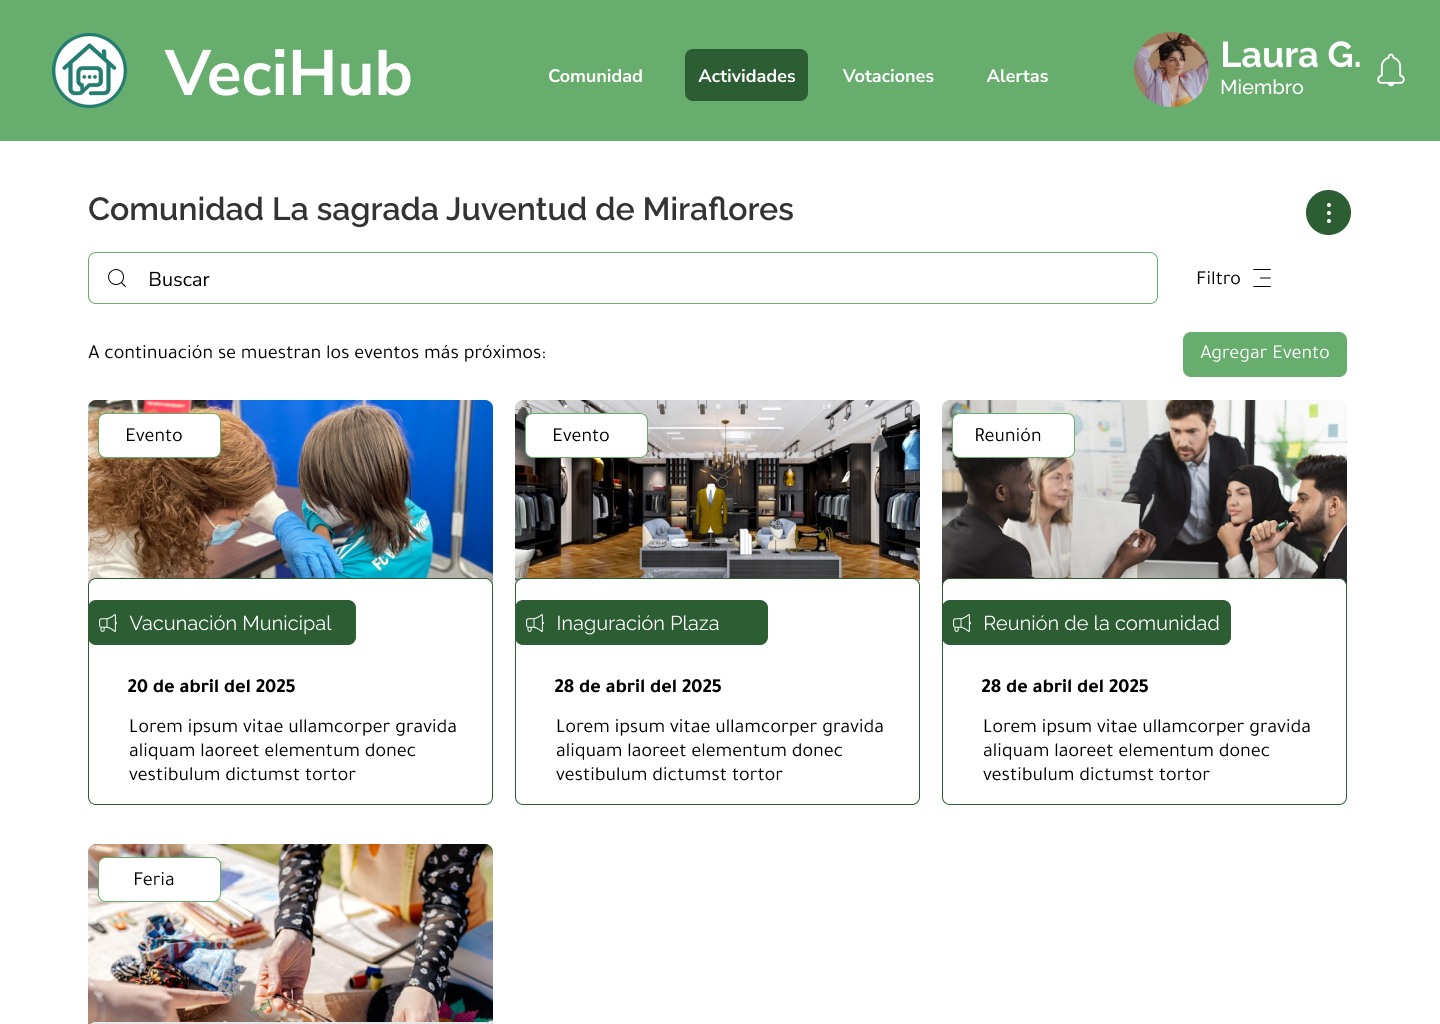 VeciHub
Comunidad
Actividades
Votaciones
Alertas
Laura G.
Miembro
Comunidad La sagrada Juventud de Miraflores
Buscar
Filtro
A continuación se muestran los eventos más próximos:
Agregar Evento
Evento
Vacunación Municipal
20 de abril del 2025
Lorem ipsum vitae ullamcorper gravida
aliquam laoreet elementum donec
vestibulum dictumst tortor
Evento
Inaguración Plaza
28 de abril del 2025
Lorem ipsum vitae ullamcorper gravida
aliquam laoreet elementum donec
vestibulum dictumst tortor
Reunión
Reunión de la comunidad
28 de abril del 2025
Lorem ipsum vitae ullamcorper gravida
aliquam laoreet elementum donec
vestibulum dictumst tortor
Feria